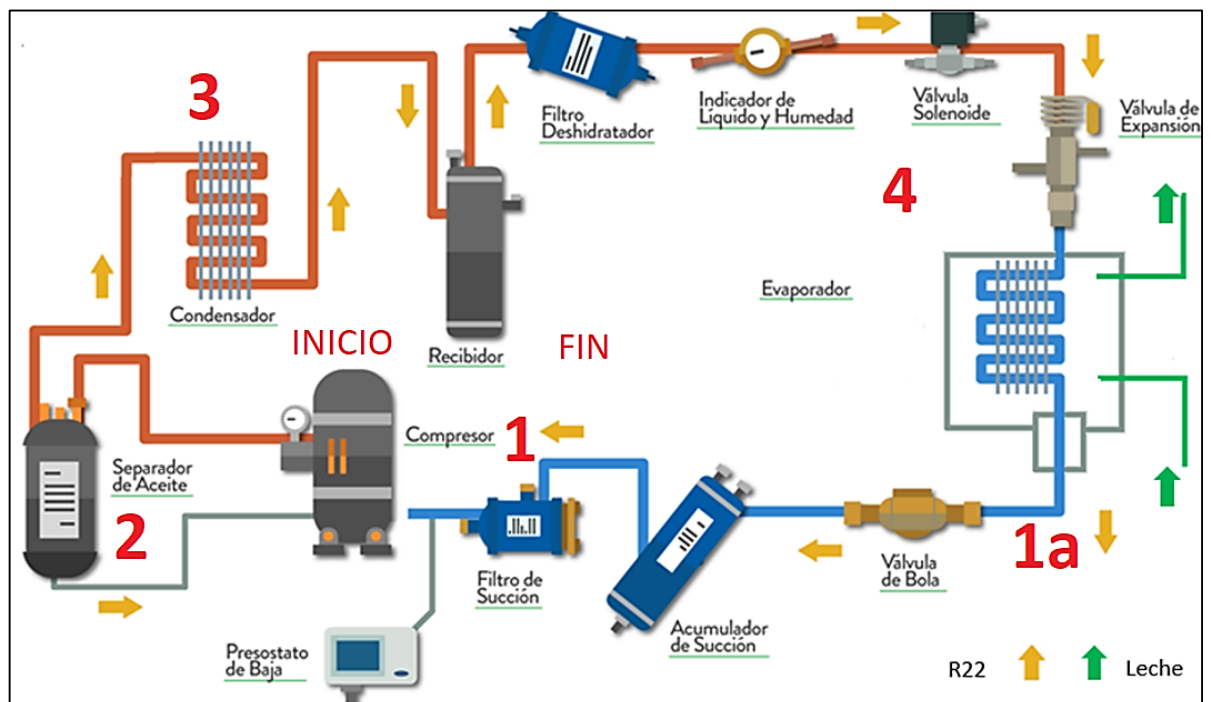 3
Filtro
Deshidratador
Indicador de
Líquido y Humedad
Válvula
Solenoide
Válvula de
Expansión
4
Condensador
INICIO
Recibidor
FIN
Evaporador
Separador
de Aceite
2
Compresor
1
Filtro de
Succión
Presostato
de Baja
Acumulador
de Succión
Válvula
de Bola
1a
R22
Leche